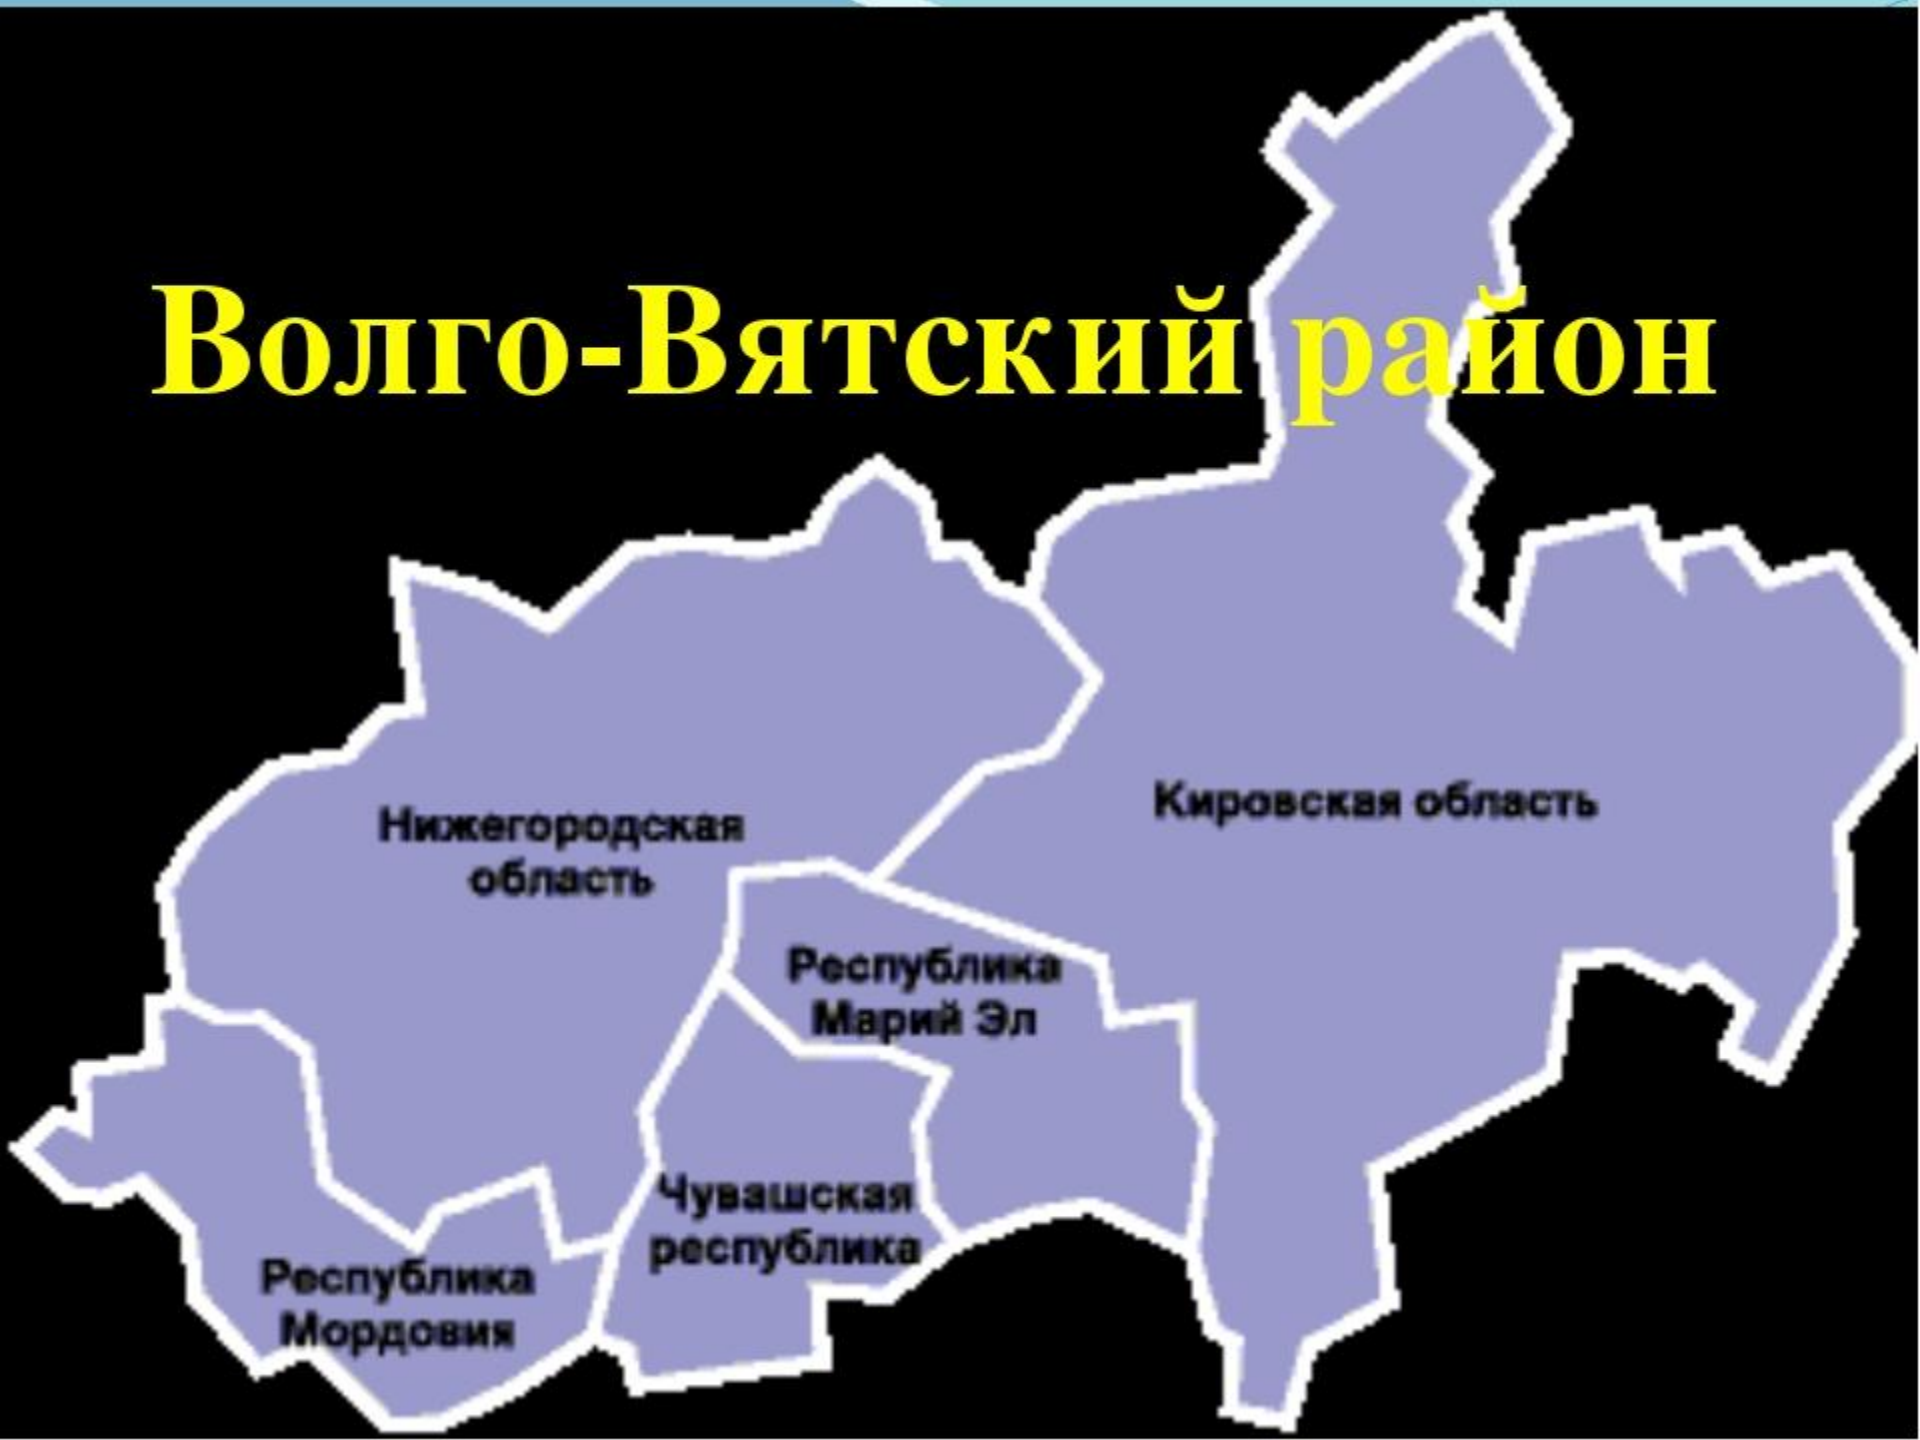 Волго-Вятский район
Кировская область
Нижегородская
область
Республика
Марий Эл
Чувашская
республика
Республика
Мордовия